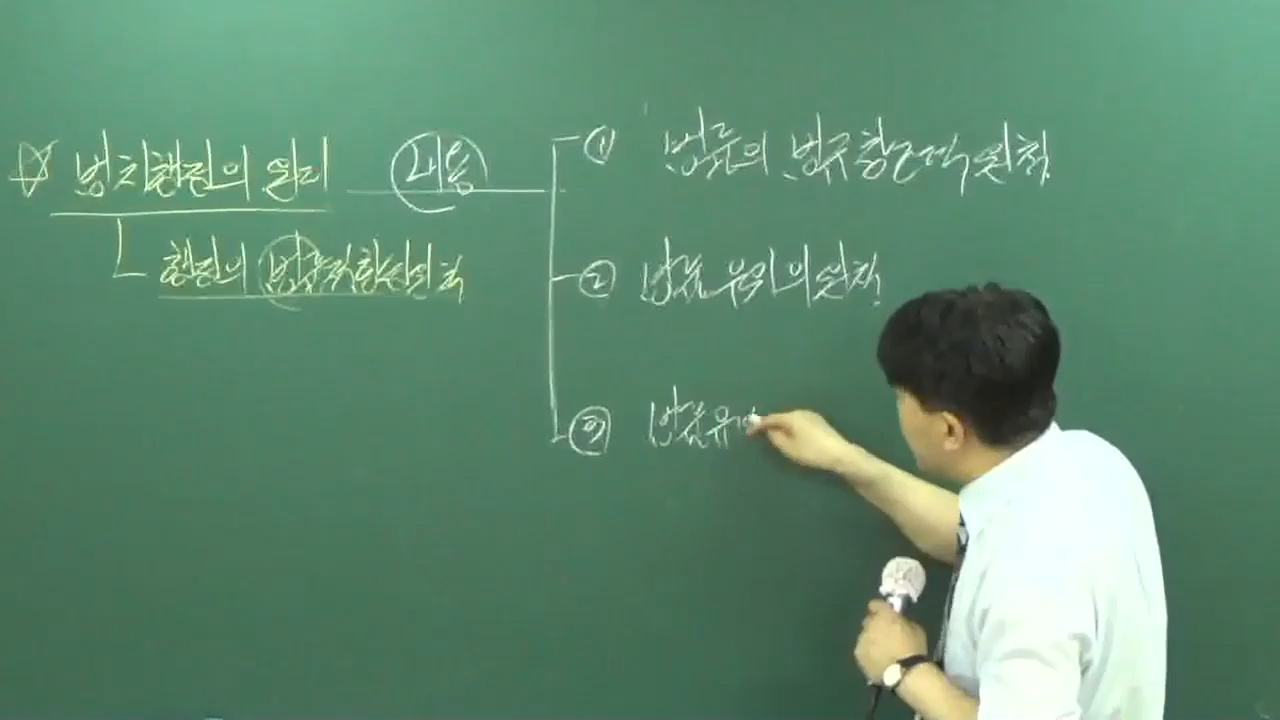 ☆ 법치행정의 원리
내용
└ 행정의 법률적합성원칙
① 법률의 법규창조력 원칙
② 법률우위의 원칙
③ 법률유